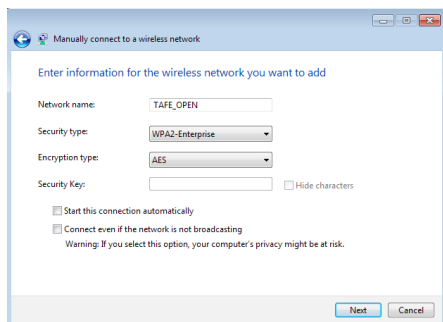 Manually connect to a wireless network
Enter information for the wireless network you want to add
Network name: TAFE_OPEN
Security type: WPA2-Enterprise
Encryption type: AES
Security Key: Hide characters
Start this connection automatically
Connect even if the network is not broadcasting
Warning: If you select this option, your computer's privacy might be at risk.
Next Cancel